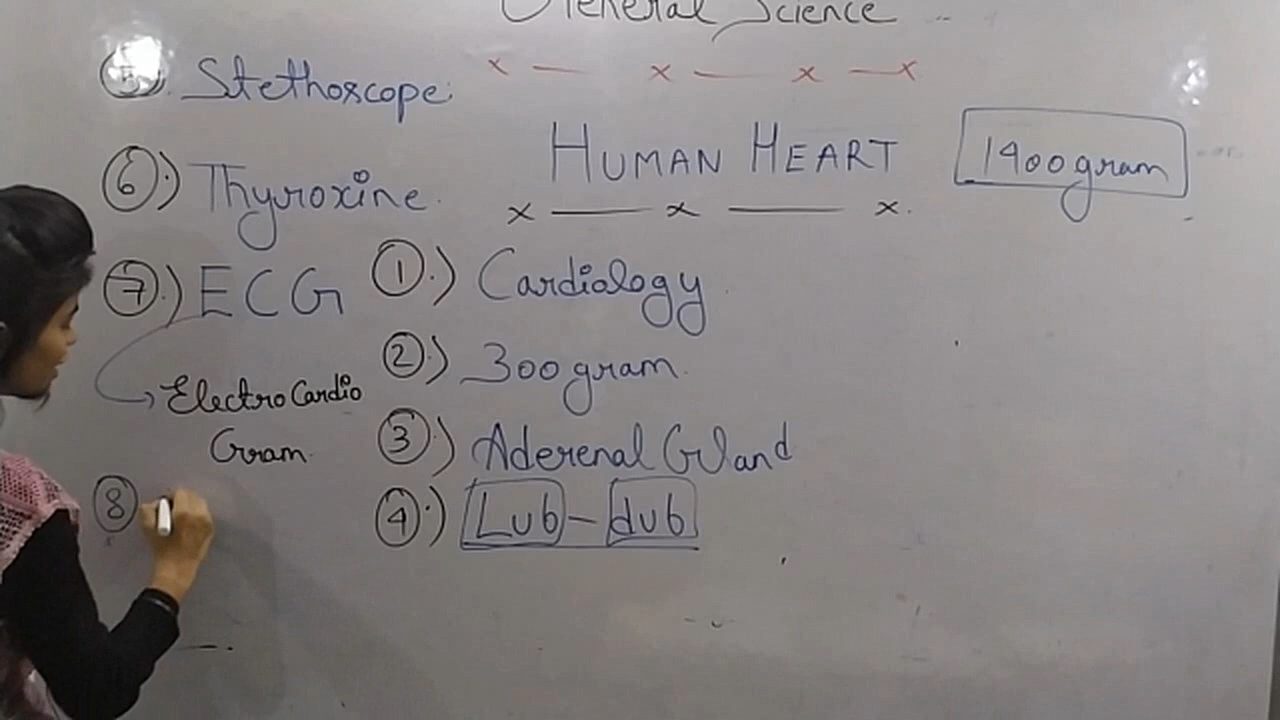 General Science
5.) Stethoscope:
HUMAN HEART
1400 gram
6.) Thyroxine.
7.) ECG
1.) Cardiology
2.) 300 gram
Electro Cardio
Gram
3.) Aderenal Gland
8
4.) Lub - dub